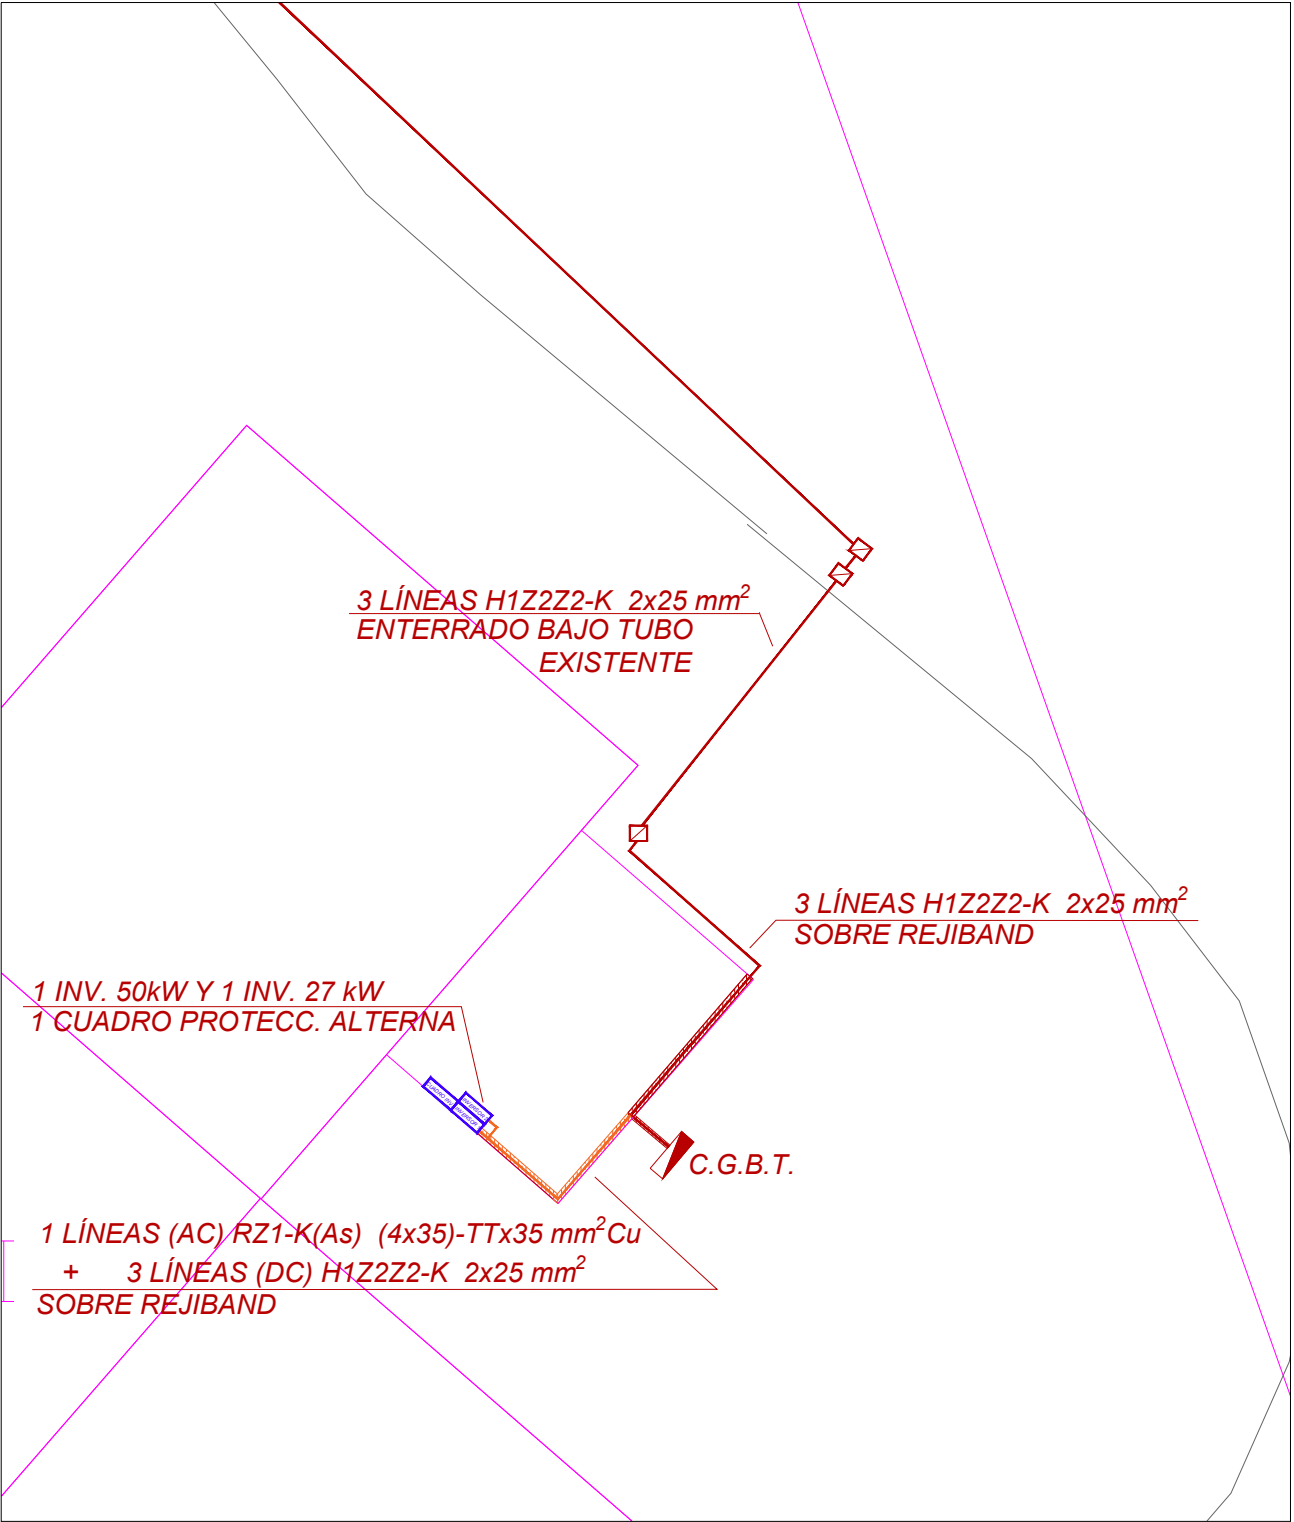 3 LÍNEAS H1Z2Z2-K 2x25 mm²
ENTERRADO BAJO TUBO
EXISTENTE
3 LÍNEAS H1Z2Z2-K 2x25 mm²
SOBRE REJIBAND
1 INV. 50kW Y 1 INV. 27 kW
1 CUADRO PROTECC. ALTERNA
C.G.B.T.
1 LÍNEAS (AC) RZ1-K(As) (4x35)-TTx35 mm²Cu
+ 3 LÍNEAS (DC) H1Z2Z2-K 2x25 mm²
SOBRE REJIBAND